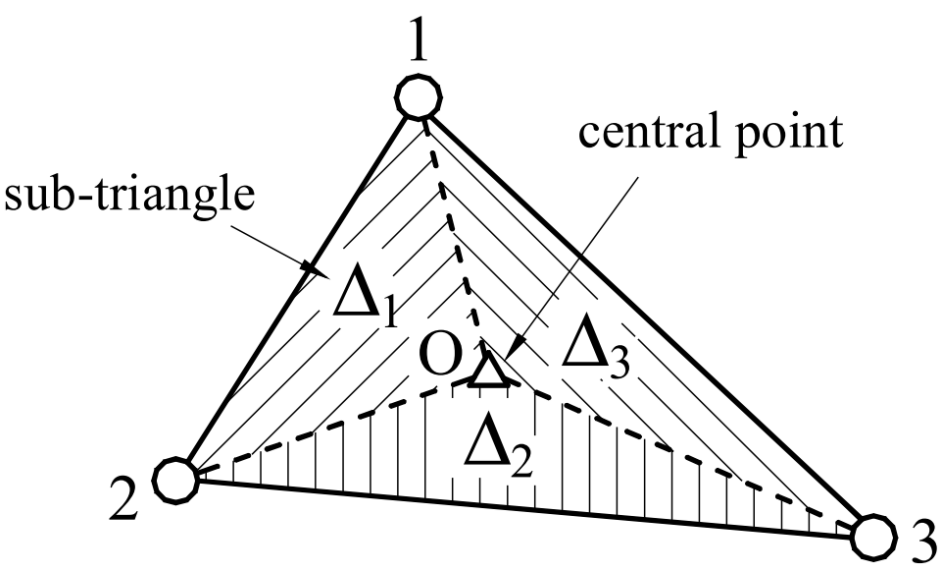 1
central point
sub-triangle
Δ₁
Δ₃
O
Δ₂
2
3